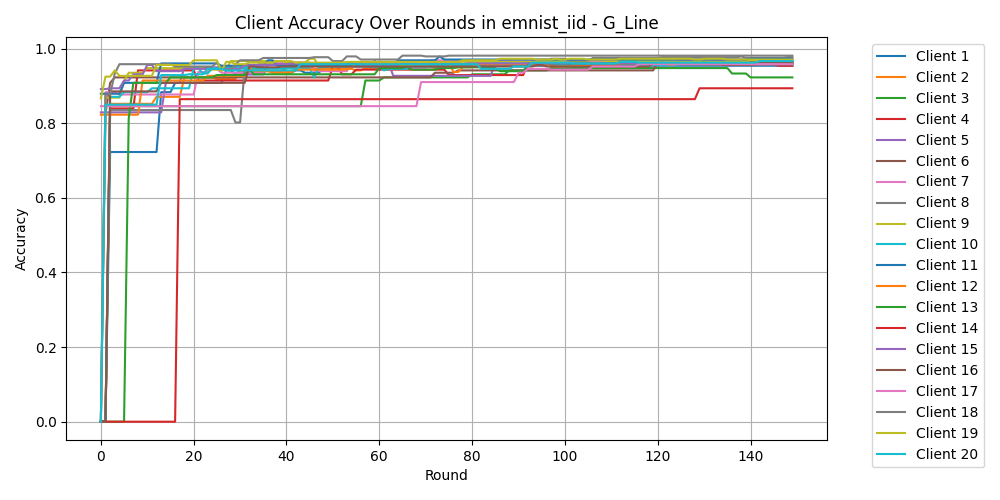 Client Accuracy Over Rounds in emnist_iid - G_Line
Accuracy
1.0
0.8
0.6
0.4
0.2
0.0
0 20 40 60 80 100 120 140
Round
Client 1
Client 2
Client 3
Client 4
Client 5
Client 6
Client 7
Client 8
Client 9
Client 10
Client 11
Client 12
Client 13
Client 14
Client 15
Client 16
Client 17
Client 18
Client 19
Client 20